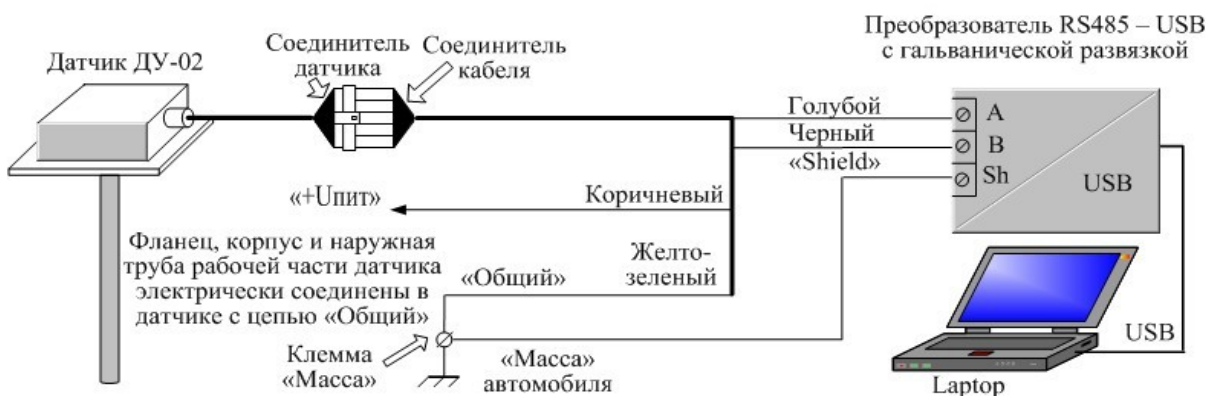 Преобразователь RS485 – USB
с гальванической развязкой
Датчик ДУ-02
Соединитель
датчика
Соединитель
кабеля
Голубой
A
Черный
B
«Shield»
Sh
USB
«+Uпит»
Коричневый
Фланец, корпус и наружная
труба рабочей части датчика
электрически соединены в
датчике с цепью «Общий»
«Общий»
Желто-
зеленый
Клемма
«Масса»
«Масса»
автомобиля
USB
Laptop